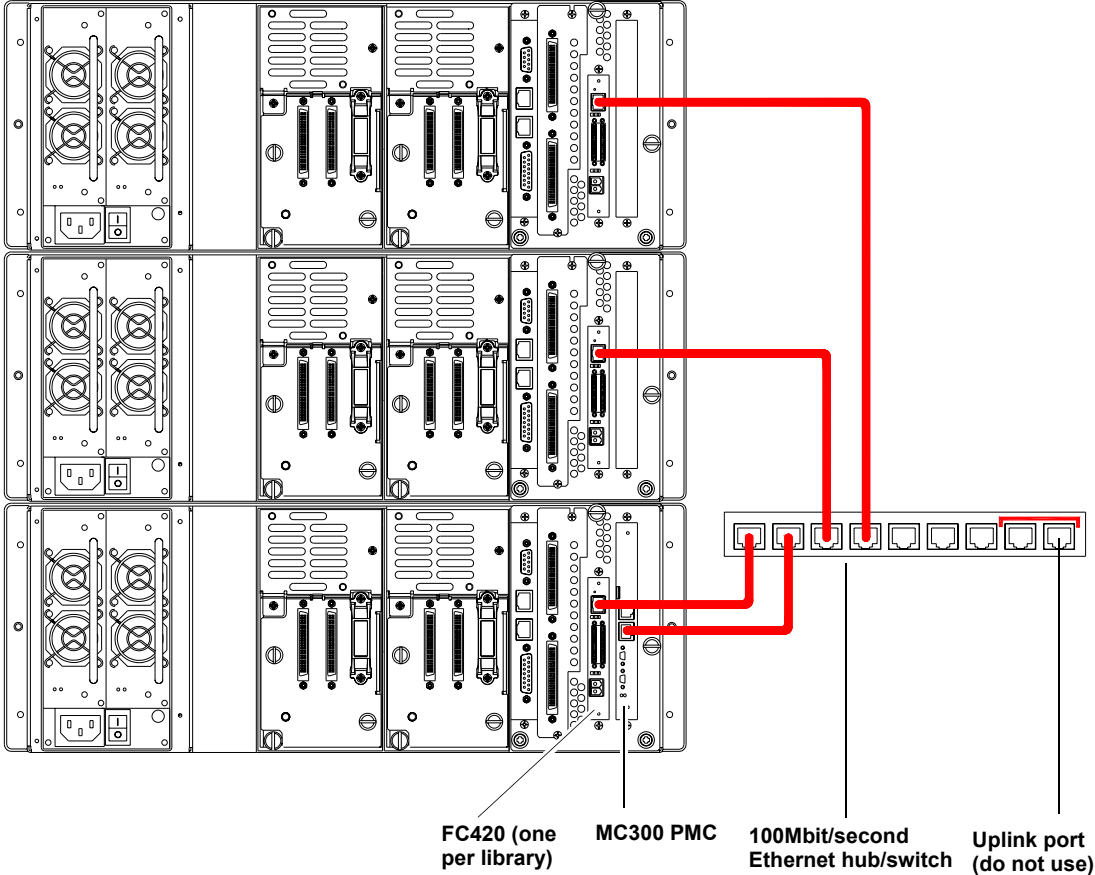 FC420 (one
per library)
MC300 PMC
100Mbit/second
Ethernet hub/switch
Uplink port
(do not use)